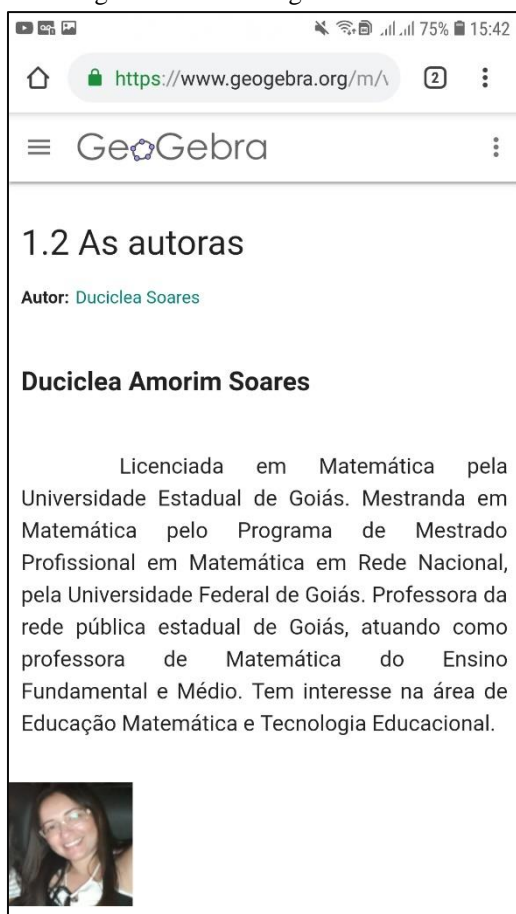 75% 15:42
https://www.geogebra.org/m/ 2
GeoGebra
1.2 As autoras
Autor: Duciclea Soares
Duciclea Amorim Soares
Licenciada em Matemática pela
Universidade Estadual de Goiás. Mestranda em
Matemática pelo Programa de Mestrado
Profissional em Matemática em Rede Nacional,
pela Universidade Federal de Goiás. Professora da
rede pública estadual de Goiás, atuando como
professora de Matemática do Ensino
Fundamental e Médio. Tem interesse na área de
Educação Matemática e Tecnologia Educacional.